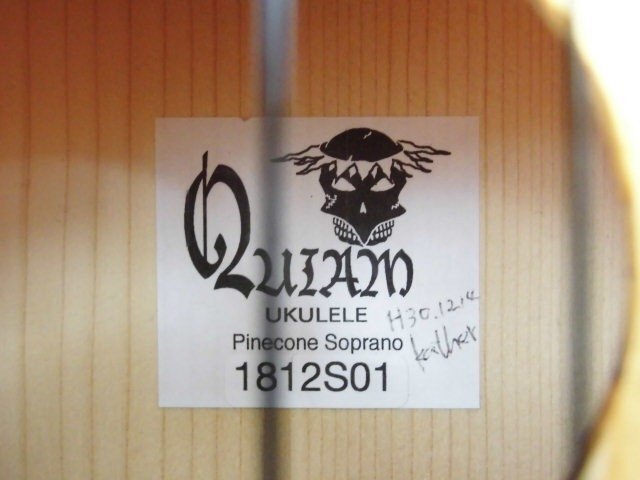 QUIAM
UKULELE
H30.12.14
Pinecone Soprano
1812S01